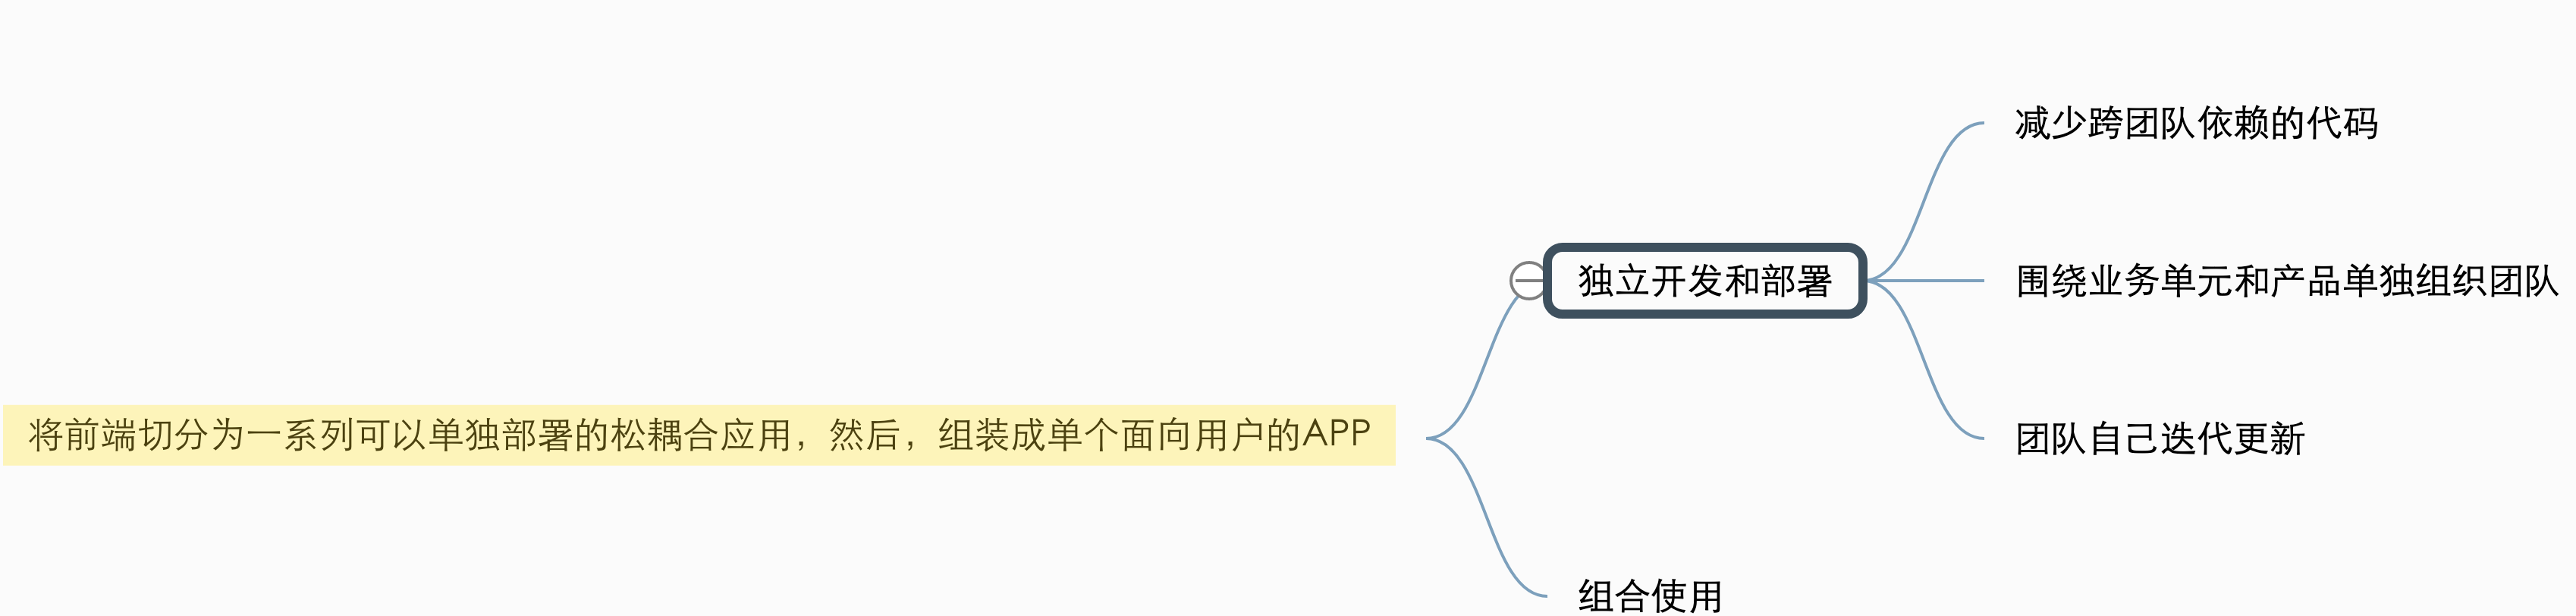 将前端切分为一系列可以单独部署的松耦合应用，然后，组装成单个面向用户的APP
独立开发和部署
减少跨团队依赖的代码
围绕业务单元和产品单独组织团队
团队自己迭代更新
组合使用